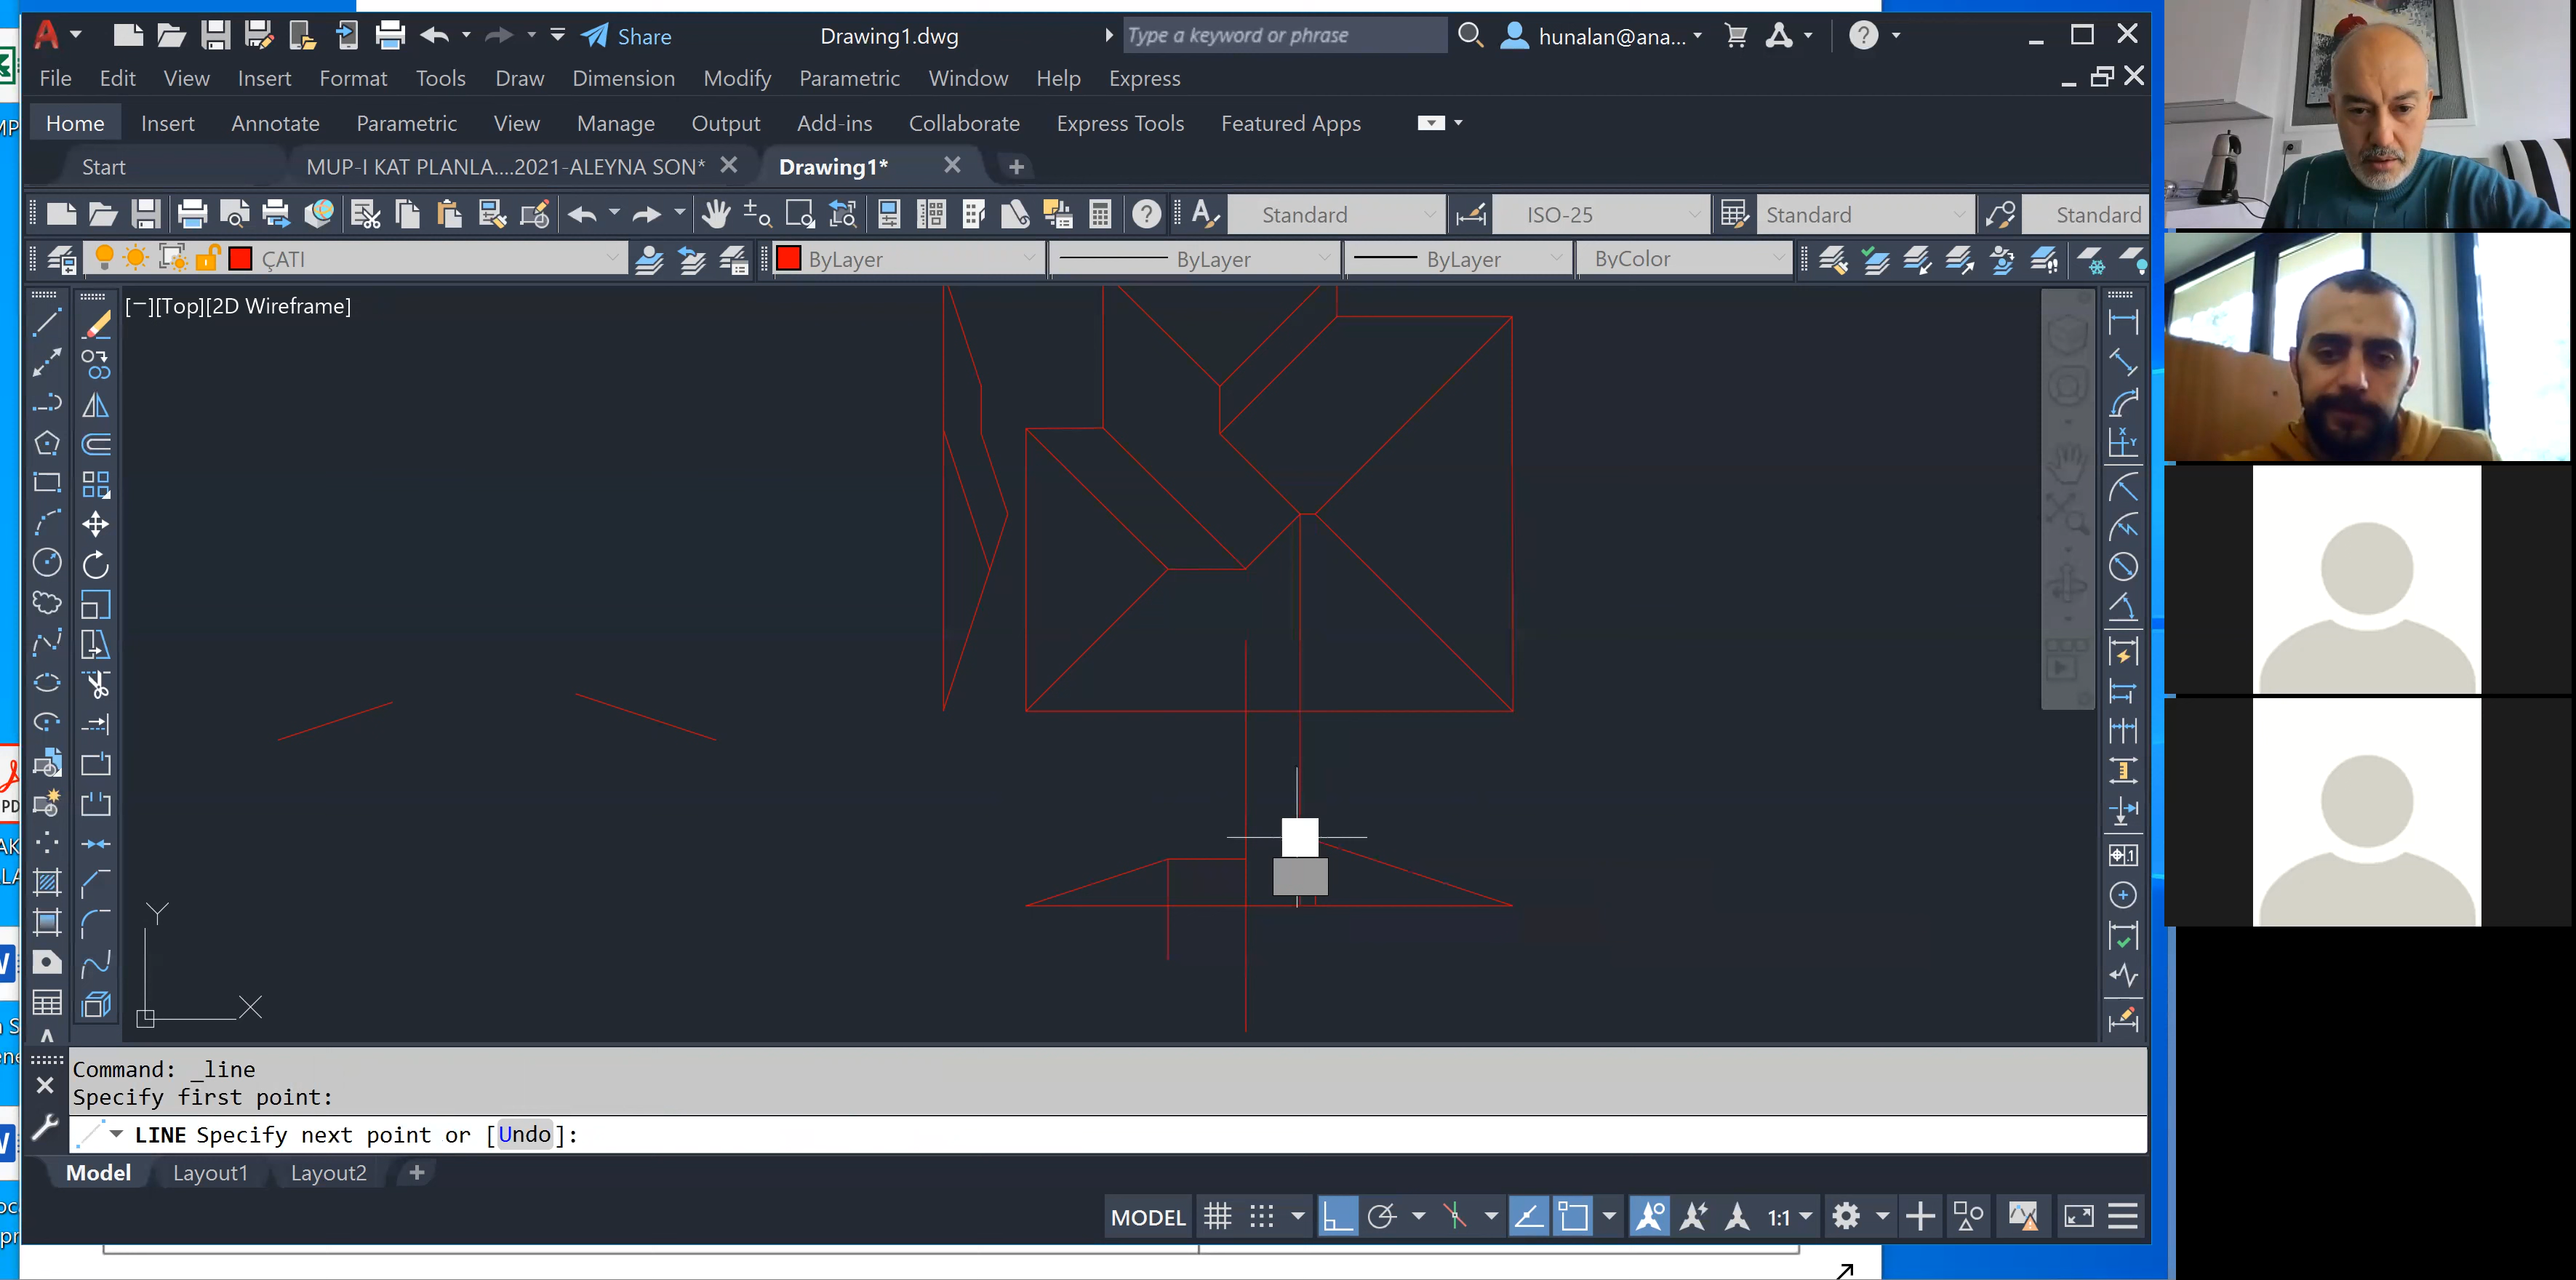 Share
Drawing1.dwg
Type a keyword or phrase
hunalan@ana...
File Edit View Insert Format Tools Draw Dimension Modify Parametric Window Help Express
Home Insert Annotate Parametric View Manage Output Add-ins Collaborate Express Tools Featured Apps
Start MUP-I KAT PLANLA....2021-ALEYNA SON* Drawing1*
Standard ISO-25 Standard Standard
ÇATI ByLayer ByLayer ByLayer ByColor
[−][Top][2D Wireframe]
Y
X
Command: _line
Specify first point:
LINE Specify next point or [Undo]:
Model Layout1 Layout2
MODEL 1:1